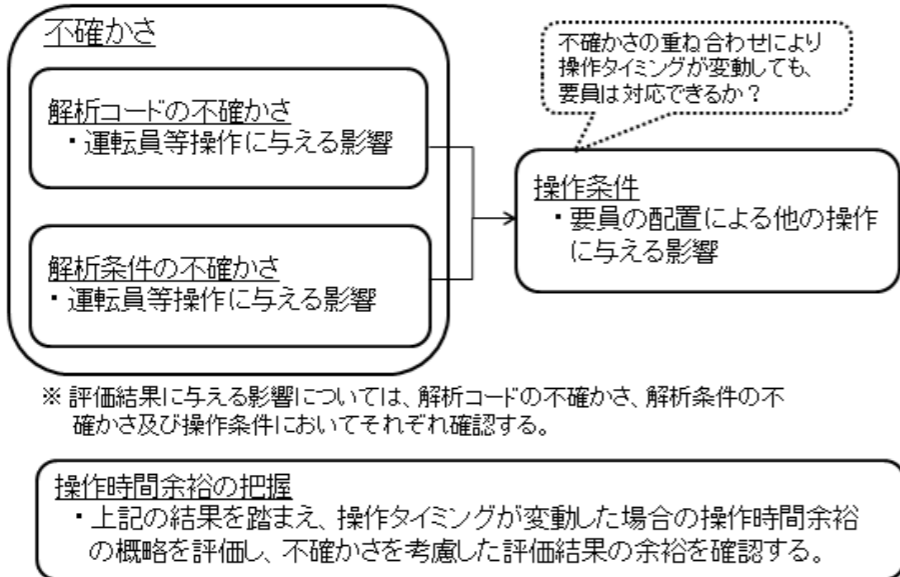 不確かさ
解析コードの不確かさ
・運転員等操作に与える影響
解析条件の不確かさ
・運転員等操作に与える影響
不確かさの重ね合わせにより
操作タイミングが変動しても、
要員は対応できるか？
操作条件
・要員の配置による他の操作
に与える影響
※ 評価結果に与える影響については、解析コードの不確かさ、解析条件の不
確かさ及び操作条件においてそれぞれ確認する。
操作時間余裕の把握
・上記の結果を踏まえ、操作タイミングが変動した場合の操作時間余裕
の概略を評価し、不確かさを考慮した評価結果の余裕を確認する。